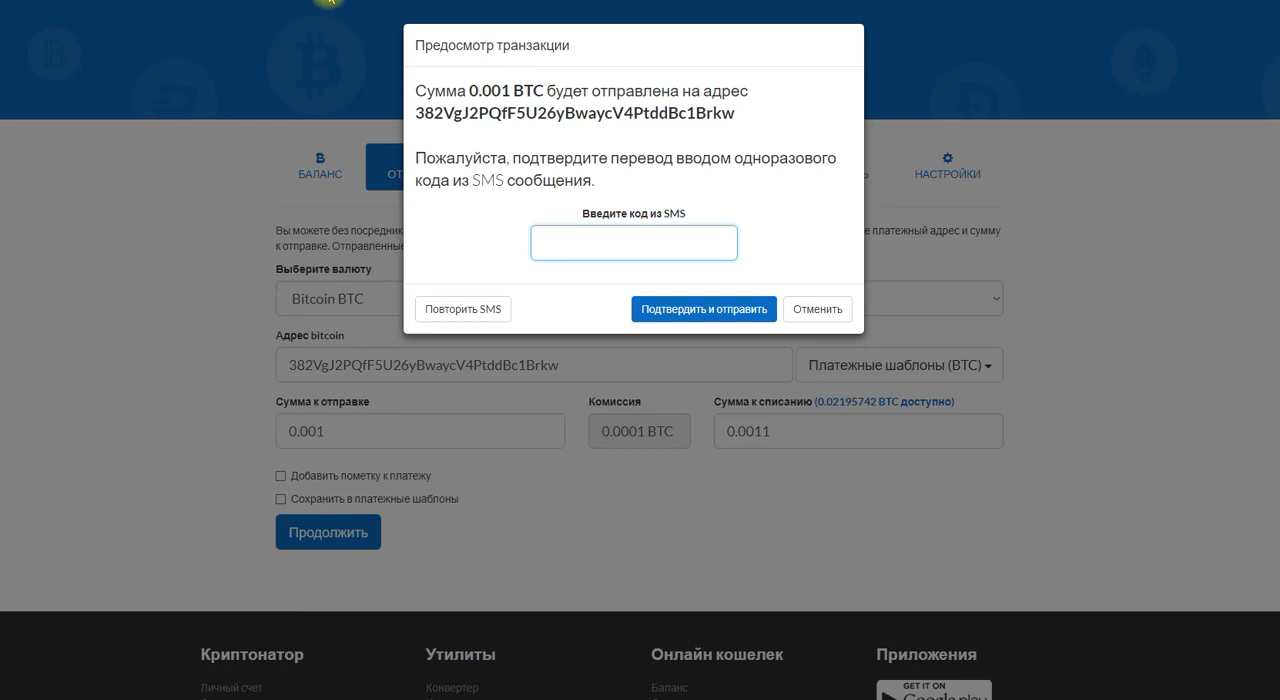 Предосмотр транзакции
Сумма 0.001 BTC будет отправлена на адрес
382VgJ2PQfF5U26yBwaycV4PtddBc1Brkw
Пожалуйста, подтвердите перевод вводом одноразового
кода из SMS сообщения.
Введите код из SMS
Повторить SMS
Подтвердить и отправить
Отменить
БАЛАНС
НАСТРОЙКИ
Вы можете без
е платежный адрес и сумму
к отправке. Отправленные
Выберите валюту
Bitcoin BTC
Адрес bitcoin
382VgJ2PQfF5U26yBwaycV4PtddBc1Brkw
Платежные шаблоны (BTC)
Сумма к отправке
Комиссия
Сумма к списанию (0.02195742 BTC доступно)
0.001
0.0001 BTC
0.0011
Добавить пометку к платежу
Сохранить в платежные шаблоны
Продолжить
Криптонатор
Утилиты
Онлайн кошелек
Приложения
Личный счет
Конвертер
Баланс
GET IT ON
Google play